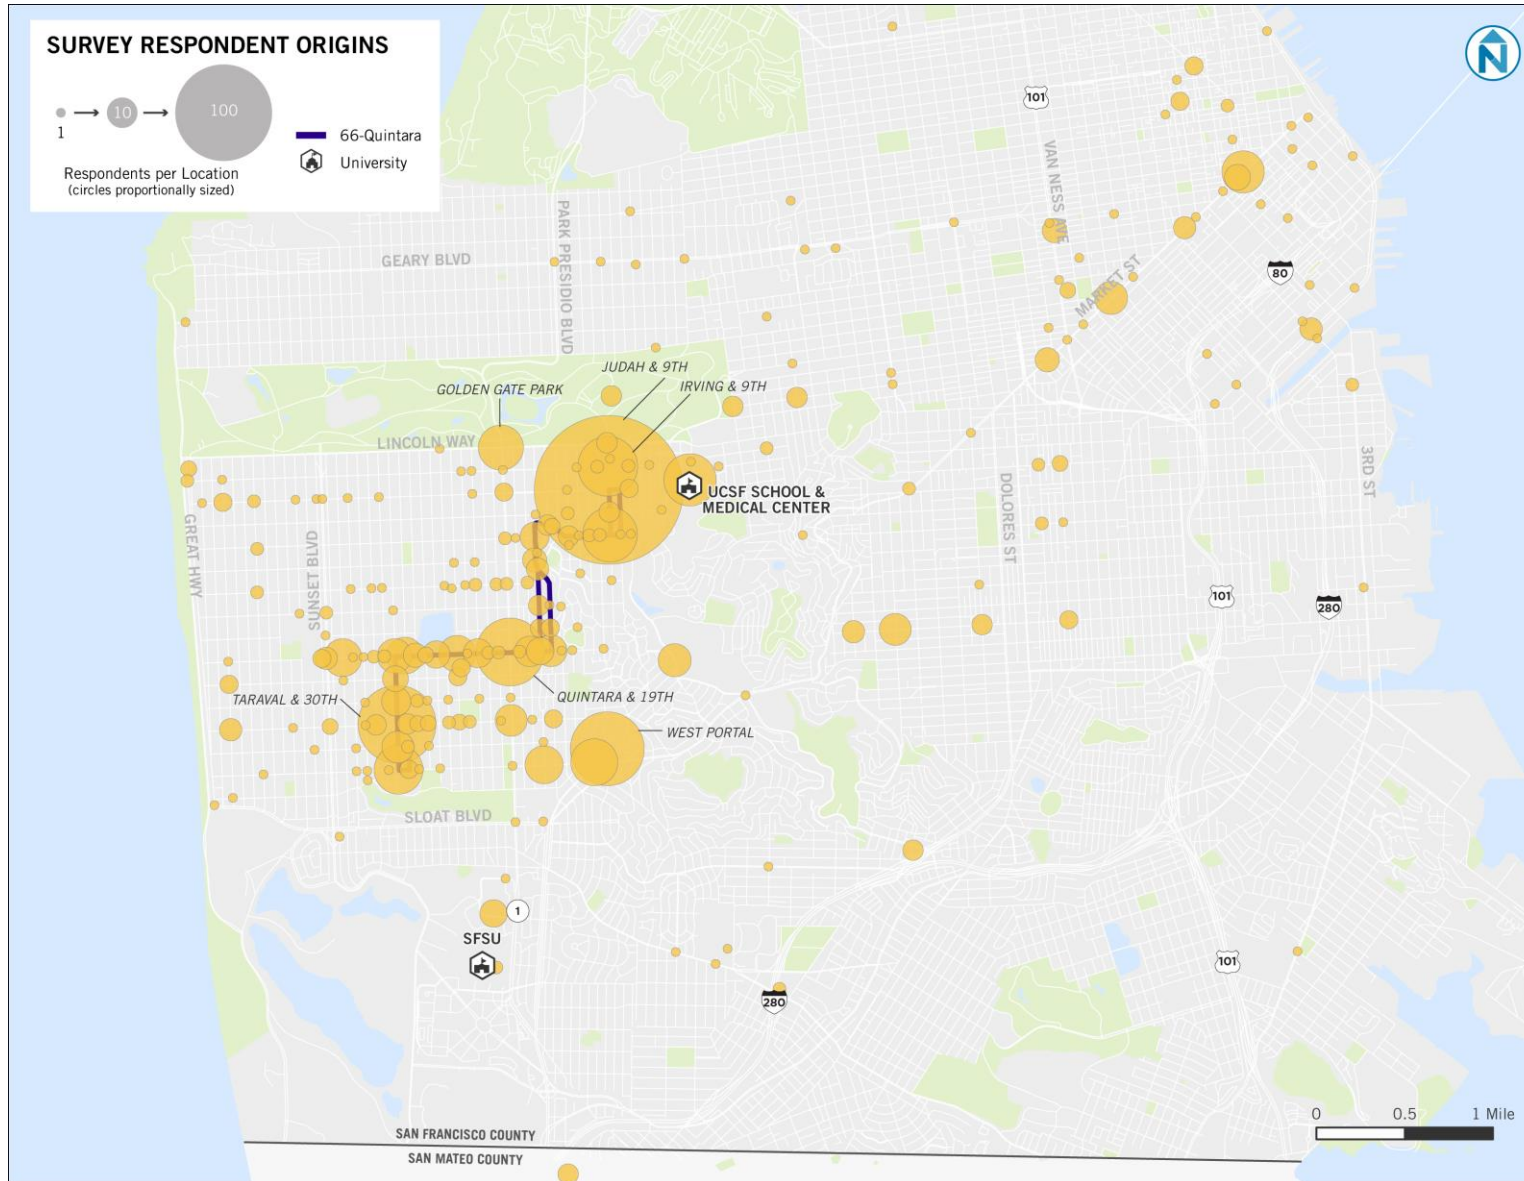 SURVEY RESPONDENT ORIGINS
1
10
100
Respondents per Location
(circles proportionally sized)
66-Quintara
University
N
101
VAN NESS AVE
PARK PRESIDIO BLVD
GEARY BLVD
MARKET ST
80
JUDAH & 9TH
IRVING & 9TH
GOLDEN GATE PARK
LINCOLN WAY
3RD ST
UCSF SCHOOL &
MEDICAL CENTER
DOLORES ST
GREAT HWY
SUNSET BLVD
101
280
TARAVAL & 30TH
QUINTARA & 19TH
WEST PORTAL
SLOAT BLVD
1
SFSU
101
280
0 0.5 1 Mile
SAN FRANCISCO COUNTY
SAN MATEO COUNTY